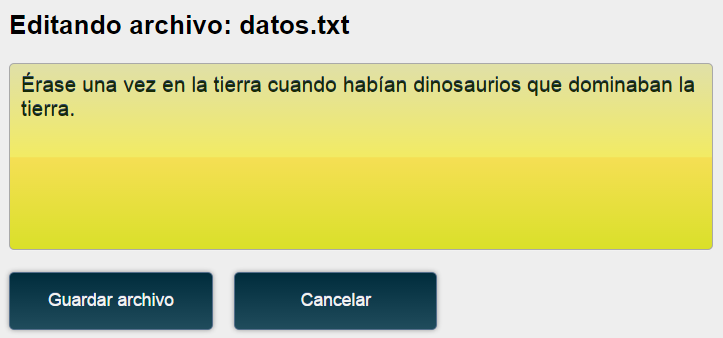 Editando archivo: datos.txt
Érase una vez en la tierra cuando habían dinosaurios que dominaban la
tierra.
Guardar archivo
Cancelar